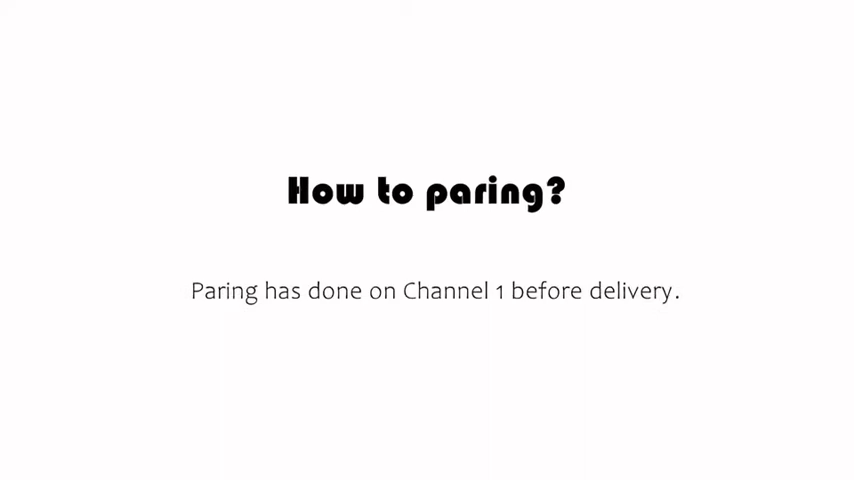 How to paring?
Paring has done on Channel 1 before delivery.